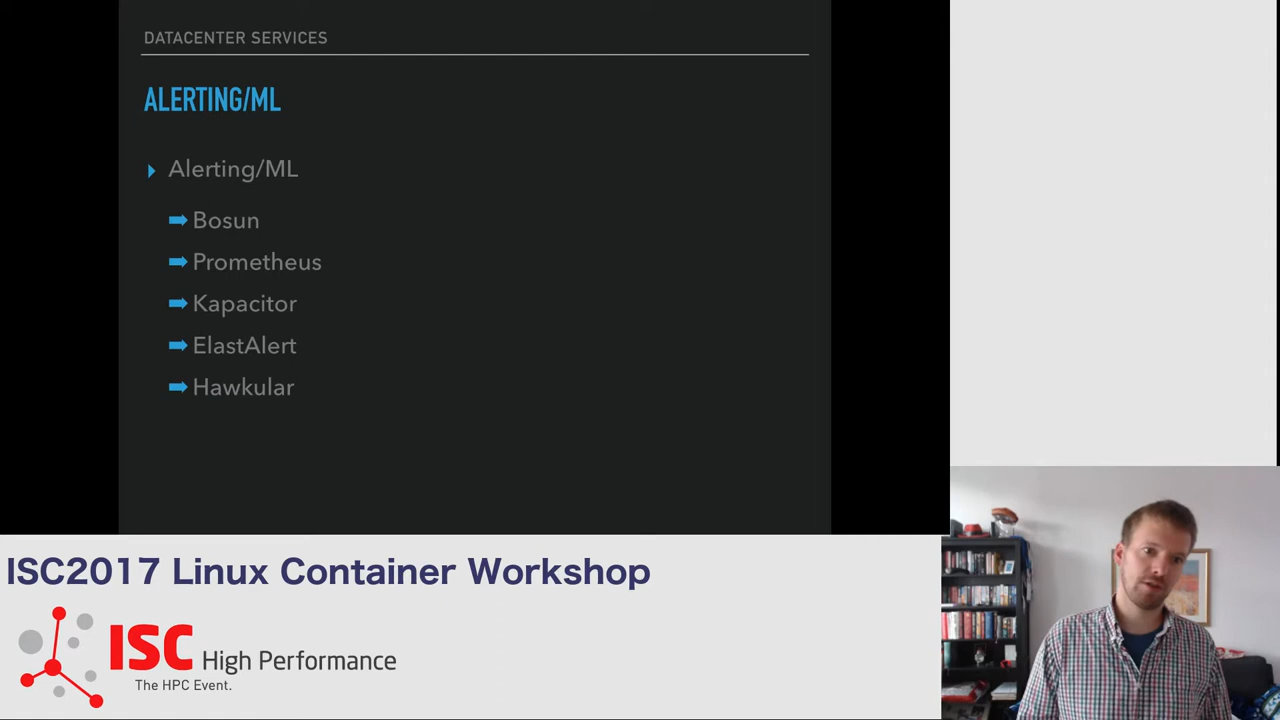 DATACENTER SERVICES
ALERTING/ML
Alerting/ML
Bosun
Prometheus
Kapacitor
ElastAlert
Hawkular
ISC2017 Linux Container Workshop
ISC High Performance
The HPC Event.